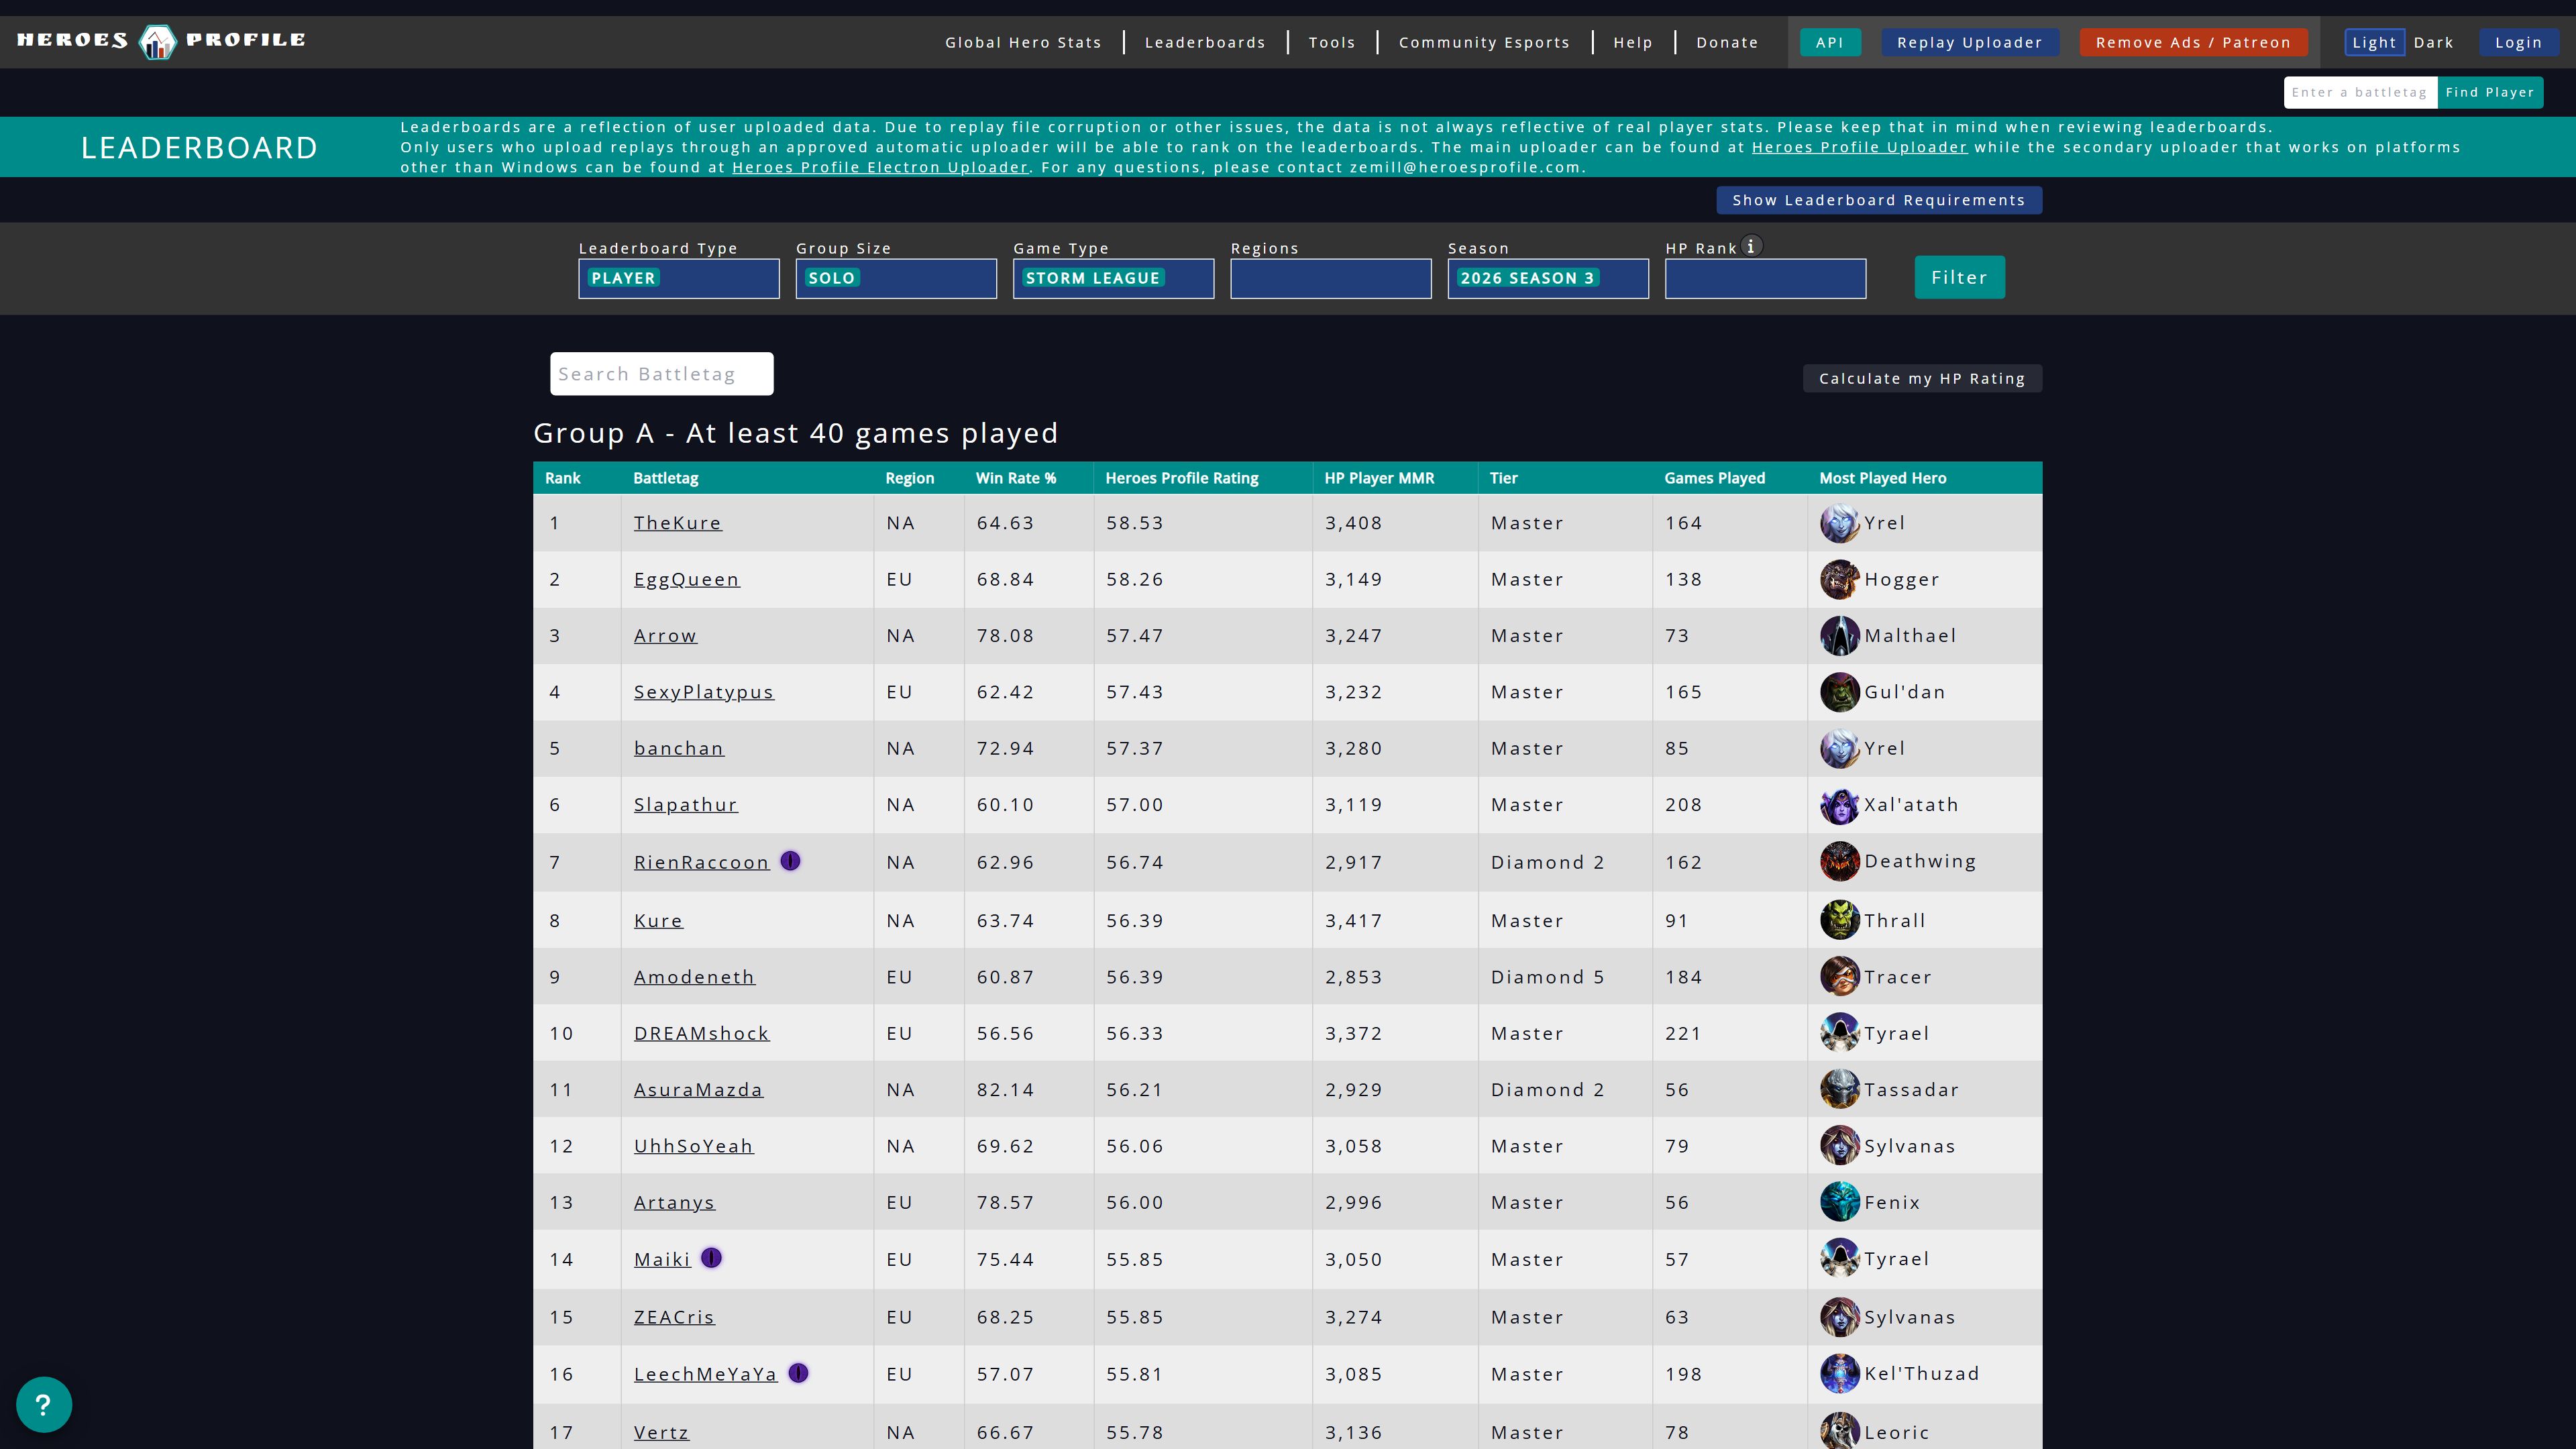 HEROES PROFILE
Global Hero Stats Leaderboards Tools Community Esports Help Donate API Replay Uploader Remove Ads / Patreon Light Dark Login
Enter a battletag Find Player
LEADERBOARD
Leaderboards are a reflection of user uploaded data. Due to replay file corruption or other issues, the data is not always reflective of real player stats. Please keep that in mind when reviewing leaderboards.
Only users who upload replays through an approved automatic uploader will be able to rank on the leaderboards. The main uploader can be found at Heroes Profile Uploader while the secondary uploader that works on platforms
other than Windows can be found at Heroes Profile Electron Uploader. For any questions, please contact zemill@heroesprofile.com.
Show Leaderboard Requirements
Leaderboard Type Group Size Game Type Regions Season HP Rank i
PLAYER SOLO STORM LEAGUE 2026 SEASON 3 Filter
Search Battletag Calculate my HP Rating
Group A - At least 40 games played
Rank Battletag Region Win Rate % Heroes Profile Rating HP Player MMR Tier Games Played Most Played Hero
1 TheKure NA 64.63 58.53 3,408 Master 164 Yrel
2 EggQueen EU 68.84 58.26 3,149 Master 138 Hogger
3 Arrow NA 78.08 57.47 3,247 Master 73 Malthael
4 SexyPlatypus EU 62.42 57.43 3,232 Master 165 Gul'dan
5 banchan NA 72.94 57.37 3,280 Master 85 Yrel
6 Slapathur NA 60.10 57.00 3,119 Master 208 Xal'atath
7 RienRaccoon NA 62.96 56.74 2,917 Diamond 2 162 Deathwing
8 Kure NA 63.74 56.39 3,417 Master 91 Thrall
9 Amodeneth EU 60.87 56.39 2,853 Diamond 5 184 Tracer
10 DREAMshock EU 56.56 56.33 3,372 Master 221 Tyrael
11 AsuraMazda NA 82.14 56.21 2,929 Diamond 2 56 Tassadar
12 UhhSoYeah NA 69.62 56.06 3,058 Master 79 Sylvanas
13 Artanys EU 78.57 56.00 2,996 Master 56 Fenix
14 Maiki EU 75.44 55.85 3,050 Master 57 Tyrael
15 ZEACris EU 68.25 55.85 3,274 Master 63 Sylvanas
16 LeechMeYaYa EU 57.07 55.81 3,085 Master 198 Kel'Thuzad
17 Vertz NA 66.67 55.78 3,136 Master 78 Leoric
?